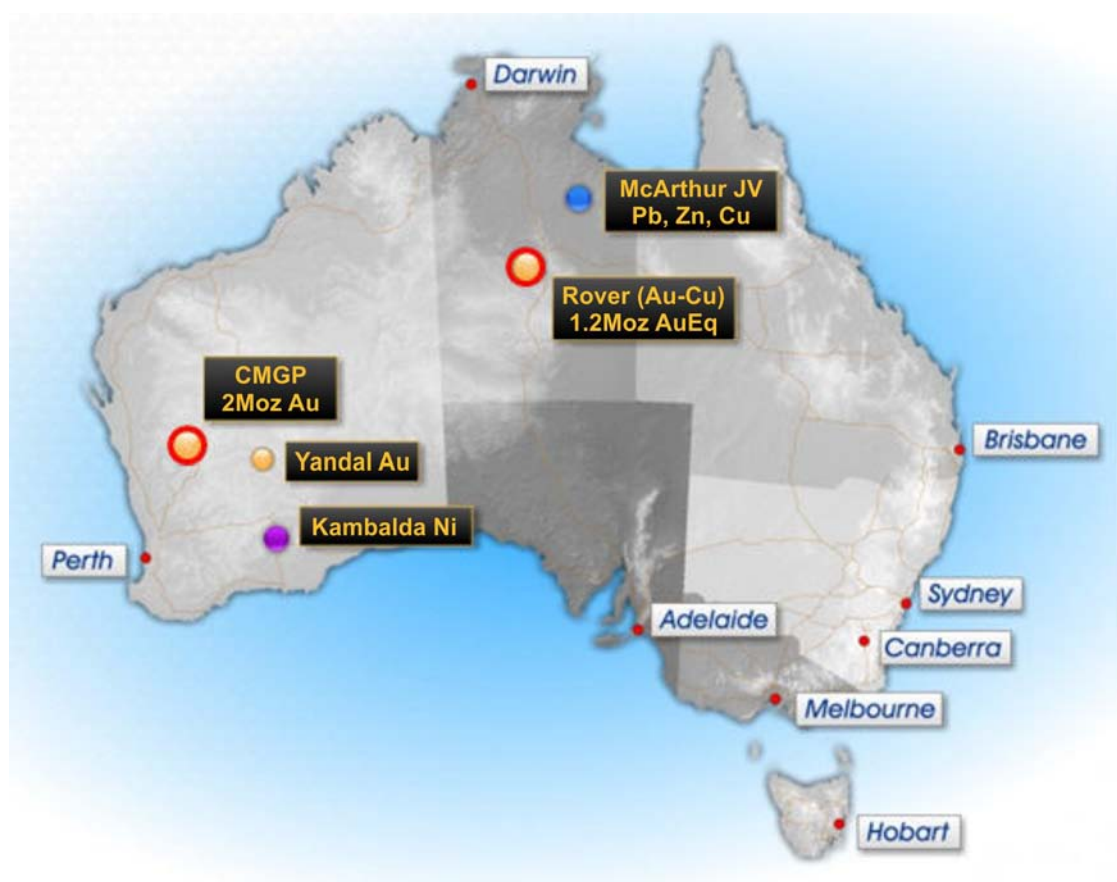 Darwin
McArthur JV
Pb, Zn, Cu
Rover (Au-Cu)
1.2Moz AuEq
CMGP
2Moz Au
Yandal Au
Brisbane
Kambalda Ni
Perth
Sydney
Adelaide
Canberra
Melbourne
Hobart